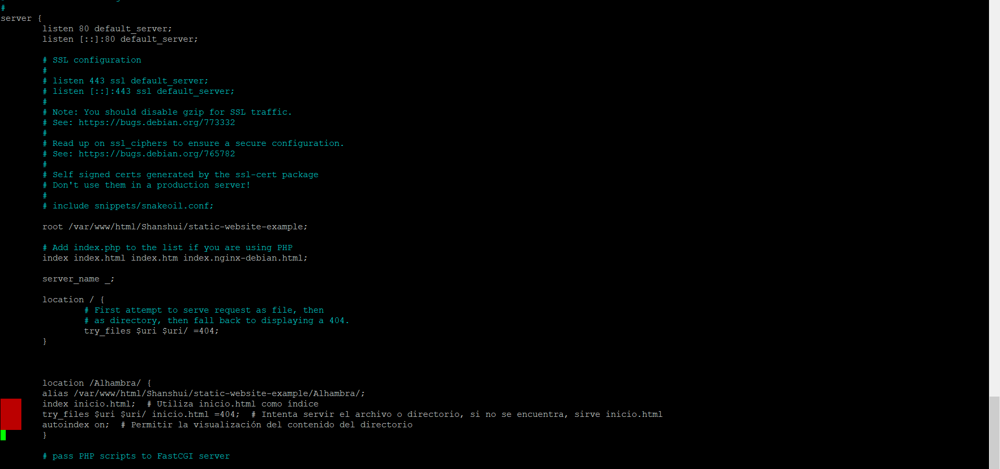 #
server {
listen 80 default_server;
listen [::]:80 default_server;
# SSL configuration
#
# listen 443 ssl default_server;
# listen [::]:443 ssl default_server;
#
# Note: You should disable gzip for SSL traffic.
# See: https://bugs.debian.org/773332
#
# Read up on ssl_ciphers to ensure a secure configuration.
# See: https://bugs.debian.org/765782
#
# Self signed certs generated by the ssl-cert package
# Don't use them in a production server!
#
# include snippets/snakeoil.conf;
root /var/www/html/Shanshui/static-website-example;
# Add index.php to the list if you are using PHP
index index.html index.htm index.nginx-debian.html;
server_name _;
location / {
# First attempt to serve request as file, then
# as directory, then fall back to displaying a 404.
try_files $uri $uri/ =404;
}
location /Alhambra/ {
alias /var/www/html/Shanshui/static-website-example/Alhambra/;
index inicio.html;  # Utiliza inicio.html como índice
try_files $uri $uri/ inicio.html =404;  # Intenta servir el archivo o directorio, si no se encuentra, sirve inicio.html
autoindex on;  # Permitir la visualización del contenido del directorio
}
# pass PHP scripts to FastCGI server